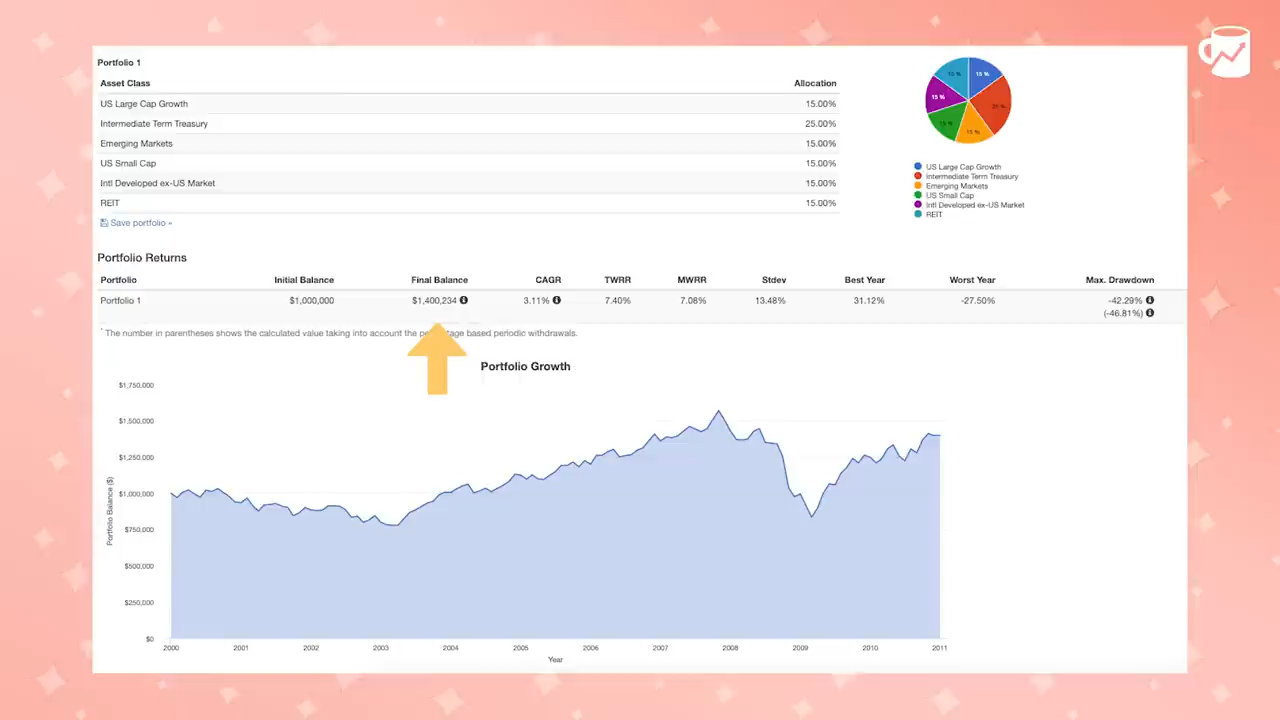 Portfolio 1
Asset Class Allocation
US Large Cap Growth 15.00%
Intermediate Term Treasury 25.00%
Emerging Markets 15.00%
US Small Cap 15.00%
Intl Developed ex-US Market 15.00%
REIT 15.00%
Save portfolio »
15 %
15 %
15 %
25 %
15 %
15 %
US Large Cap Growth
Intermediate Term Treasury
Emerging Markets
US Small Cap
Intl Developed ex-US Market
REIT
Portfolio Returns
Portfolio Initial Balance Final Balance CAGR TWRR MWRR Stdev Best Year Worst Year Max. Drawdown
Portfolio 1 $1,000,000 $1,400,234 3.11% 7.40% 7.08% 13.48% 31.12% -27.50% -42.29%
(-46.81%)
* The number in parentheses shows the calculated value taking into account the based periodic withdrawals.
Portfolio Growth
$1,750,000
$1,500,000
$1,250,000
$1,000,000
$750,000
$500,000
$250,000
$0
Portfolio Balance ($)
2000 2001 2002 2003 2004 2005 2006 2007 2008 2009 2010 2011
Year